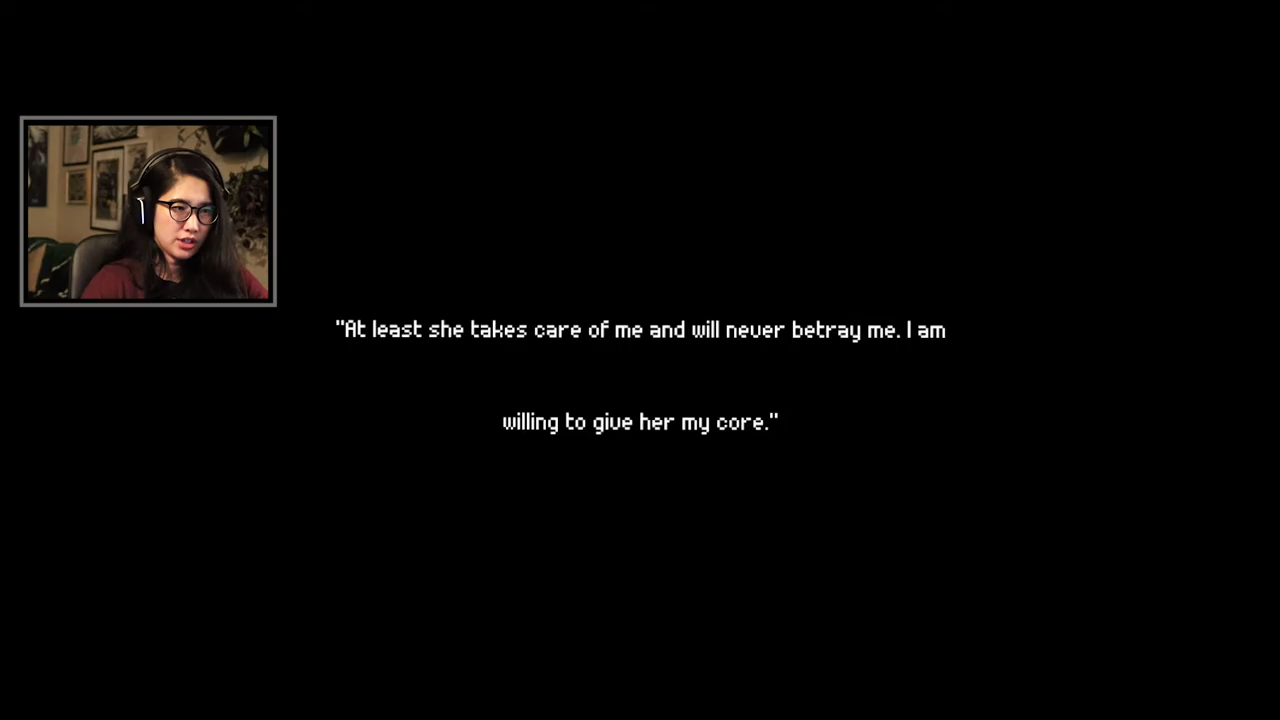 "At least she takes care of me and will never betray me. I am
willing to give her my core."